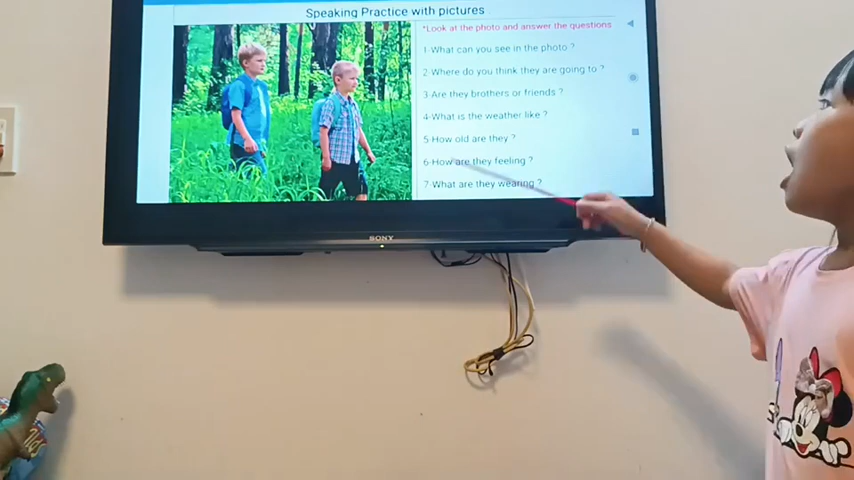 Speaking Practice with pictures
*Look at the photo and answer the questions
1-What can you see in the photo ?
2-Where do you think they are going to ?
3-Are they brothers or friends ?
4-What is the weather like ?
5-How old are they ?
6-How are they feeling ?
7-What are they wearing ?
SONY